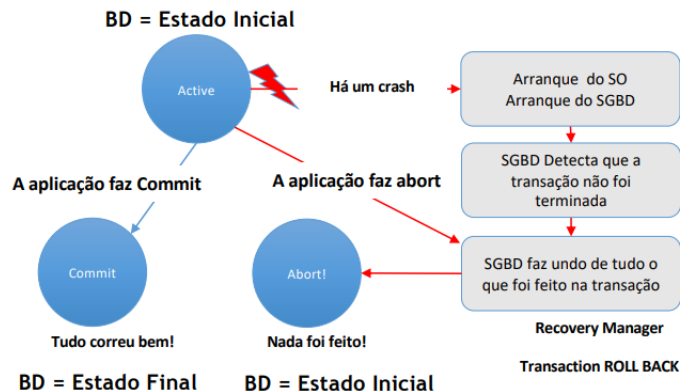 BD = Estado Inicial
Active
Há um crash
Arranque do SO
Arranque do SGBD
SGBD Detecta que a
transação não foi
terminada
A aplicação faz Commit
A aplicação faz abort
Commit
Abort!
SGBD faz undo de tudo o
que foi feito na transação
Tudo correu bem!
Nada foi feito!
Recovery Manager
Transaction ROLL BACK
BD = Estado Final
BD = Estado Inicial